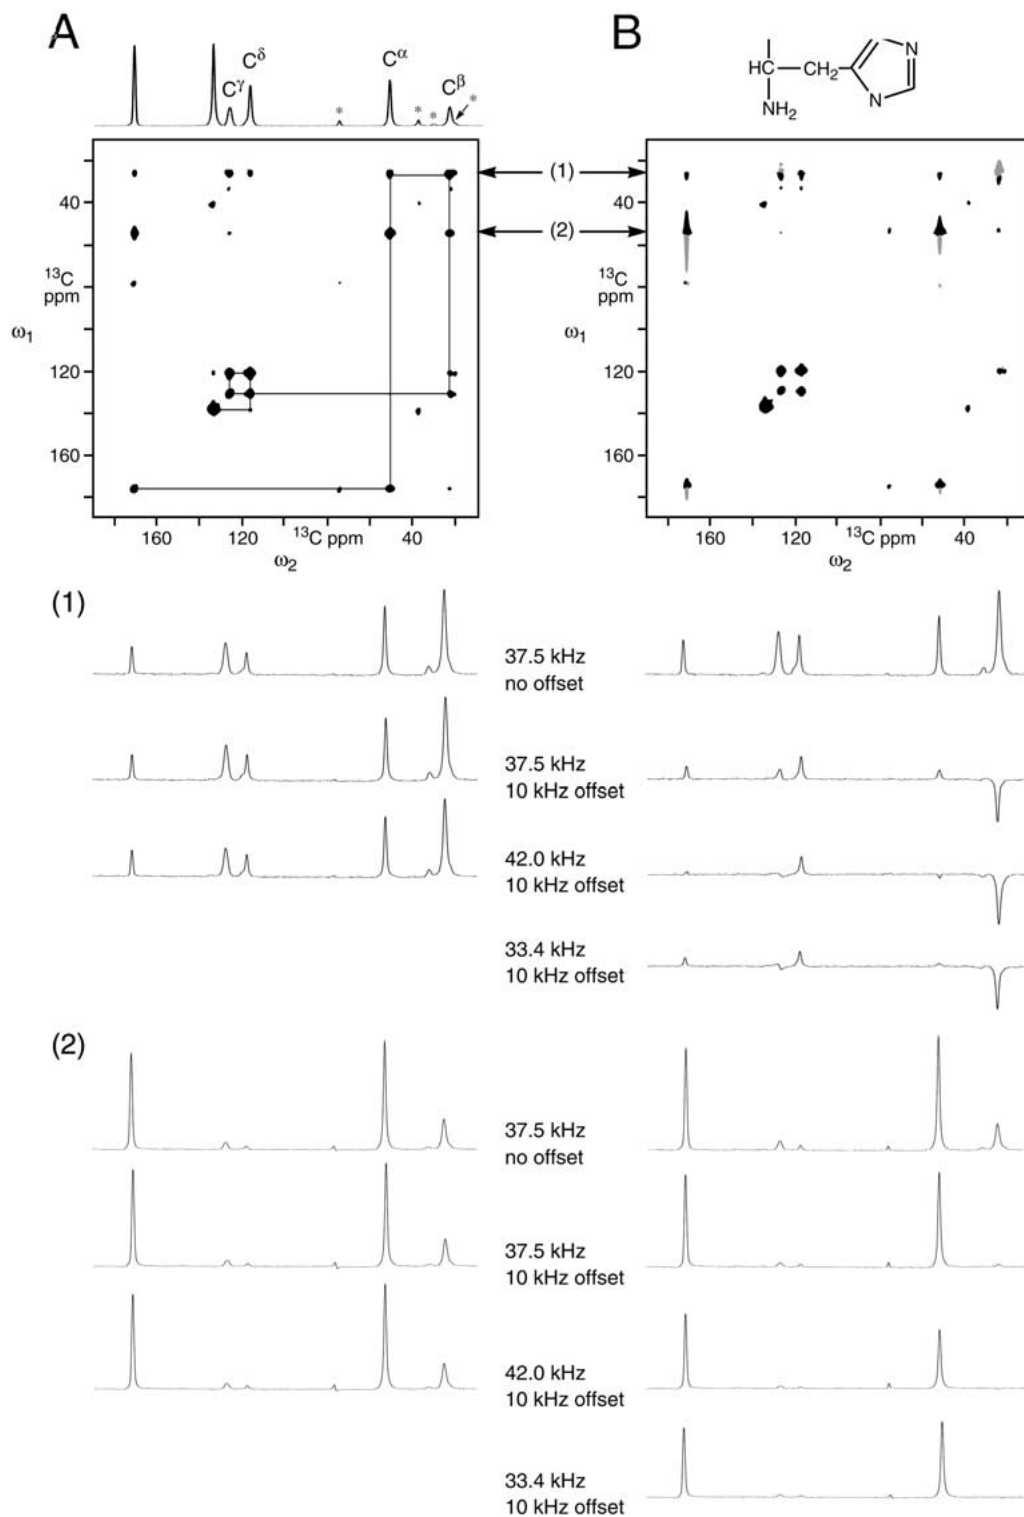 A
B
C^γ
C^δ
*
C^α
*
*
C^β
*
HC
CH₂
N
N
NH₂
(1)
(2)
40
¹³C
ppm
ω₁
120
160
160
120
¹³C ppm
40
ω₂
40
¹³C
ppm
ω₁
120
160
160
120
¹³C ppm
40
ω₂
(1)
37.5 kHz
no offset
37.5 kHz
10 kHz offset
42.0 kHz
10 kHz offset
33.4 kHz
10 kHz offset
(2)
37.5 kHz
no offset
37.5 kHz
10 kHz offset
42.0 kHz
10 kHz offset
33.4 kHz
10 kHz offset